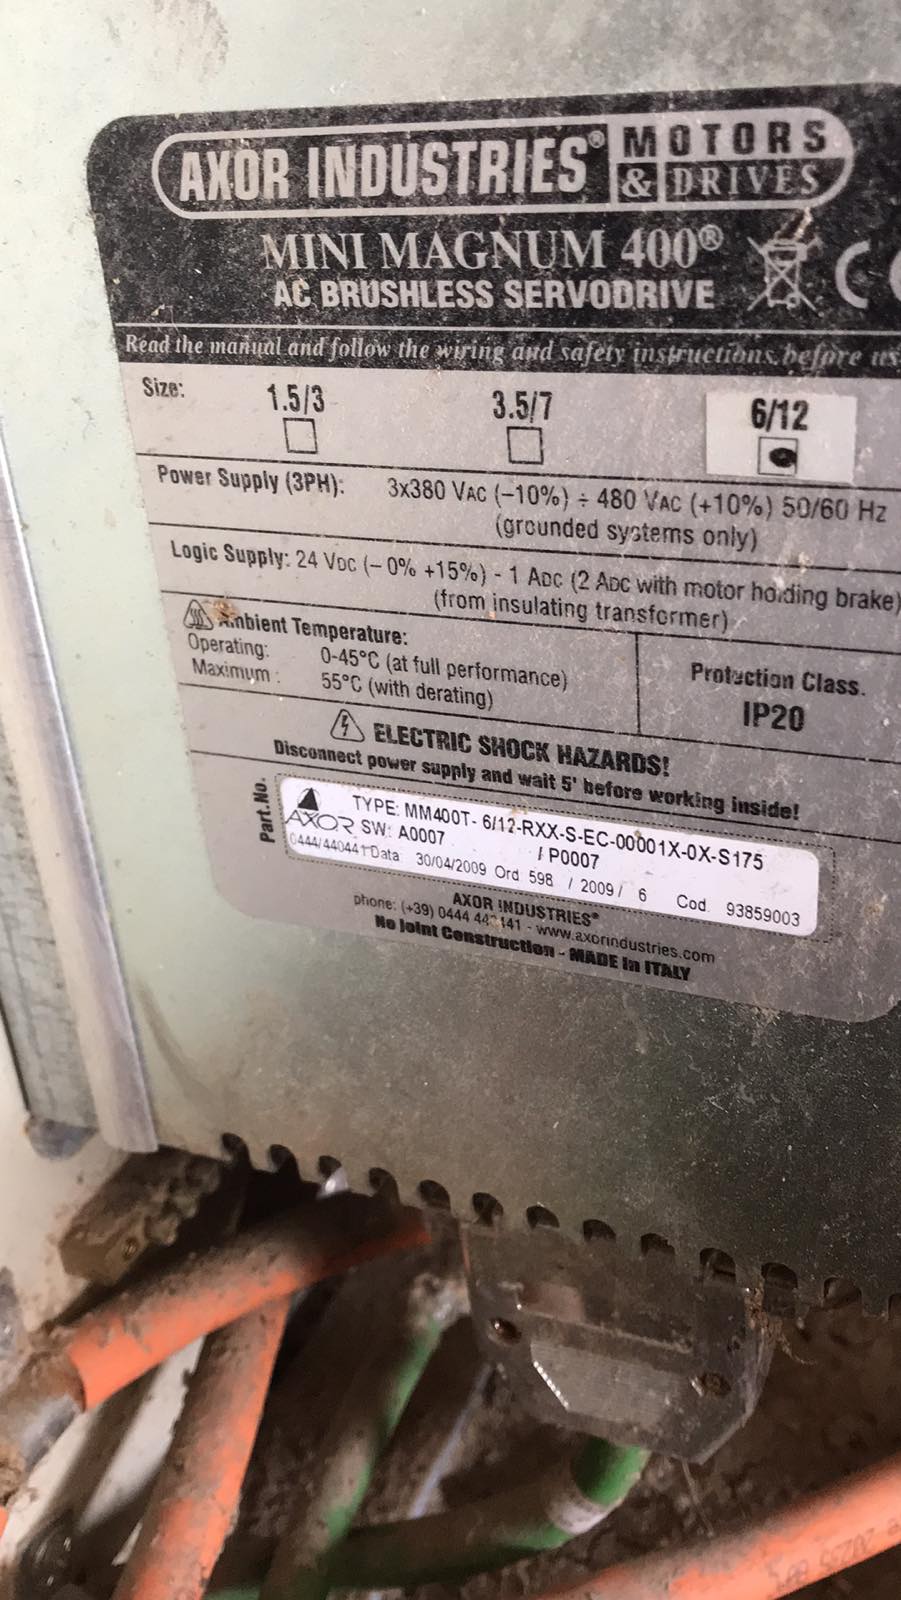 AXOR INDUSTRIES® MOTORS & DRIVES
MINI MAGNUM 400®
AC BRUSHLESS SERVODRIVE
Read the manual and follow the wiring and safety instructions before
Size: 1.5/3 3.5/7 6/12
Power Supply (3PH): 3x380 VAC (-10%) ÷ 480 VAC (+10%) 50/60 Hz
(grounded systems only)
Logic Supply: 24 VDC (- 0% +15%) - 1 ADC (2 ADC with motor holding brake)
(from insulating transformer)
Ambient Temperature:
Operating: 0-45°C (at full performance)
Maximum: 55°C (with derating)
Protection Class.
IP20
ELECTRIC SHOCK HAZARDS!
Disconnect power supply and wait 5' before working inside!
Part.No.
AXOR
TYPE: MM400T- 6/12-RXX-S-EC-00001X-0X-S175
SW: A0007 / P0007
0444/440441 Data 30/04/2009 Ord 598 / 2009 / 6 Cod. 93859003
AXOR INDUSTRIES®
phone: (+39) 0444 441 - www.axorindustries.com
No Joint Construction - MADE In ITALY